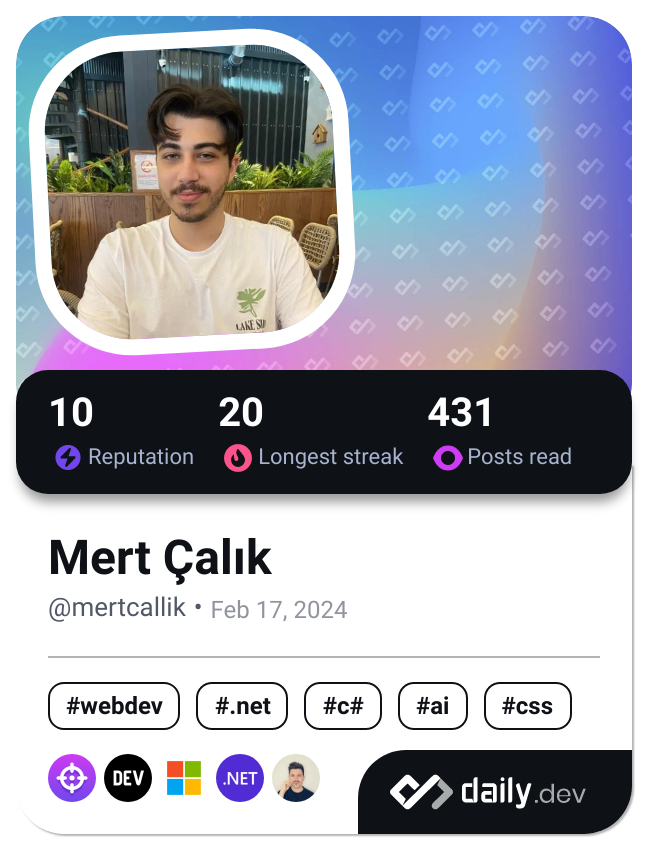 LAKE
10
20
431
Reputation
Longest streak
Posts read
Mert Çalık
@mertcallik • Feb 17, 2024
#webdev
#.net
#c#
#ai
#css
DEV
.NET
daily.dev